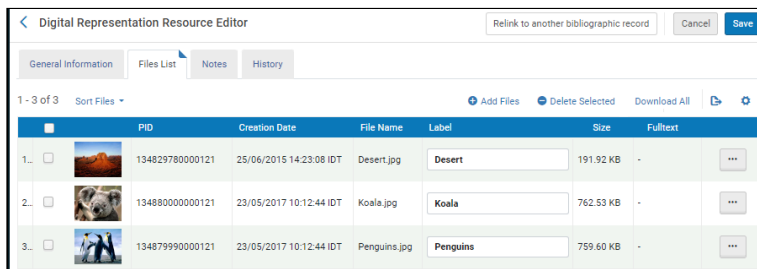 Digital Representation Resource Editor
Relink to another bibliographic record
Cancel
Save
General Information
Files List
Notes
History
1 - 3 of 3 Sort Files
Add Files
Delete Selected
Download All
PID Creation Date File Name Label Size Fulltext
1... 134829780000121 25/06/2015 14:23:08 IDT Desert.jpg Desert 191.92 KB -
2... 134880000000121 23/05/2017 10:12:44 IDT Koala.jpg Koala 762.53 KB -
3... 134879990000121 23/05/2017 10:12:44 IDT Penguins.jpg Penguins 759.60 KB -